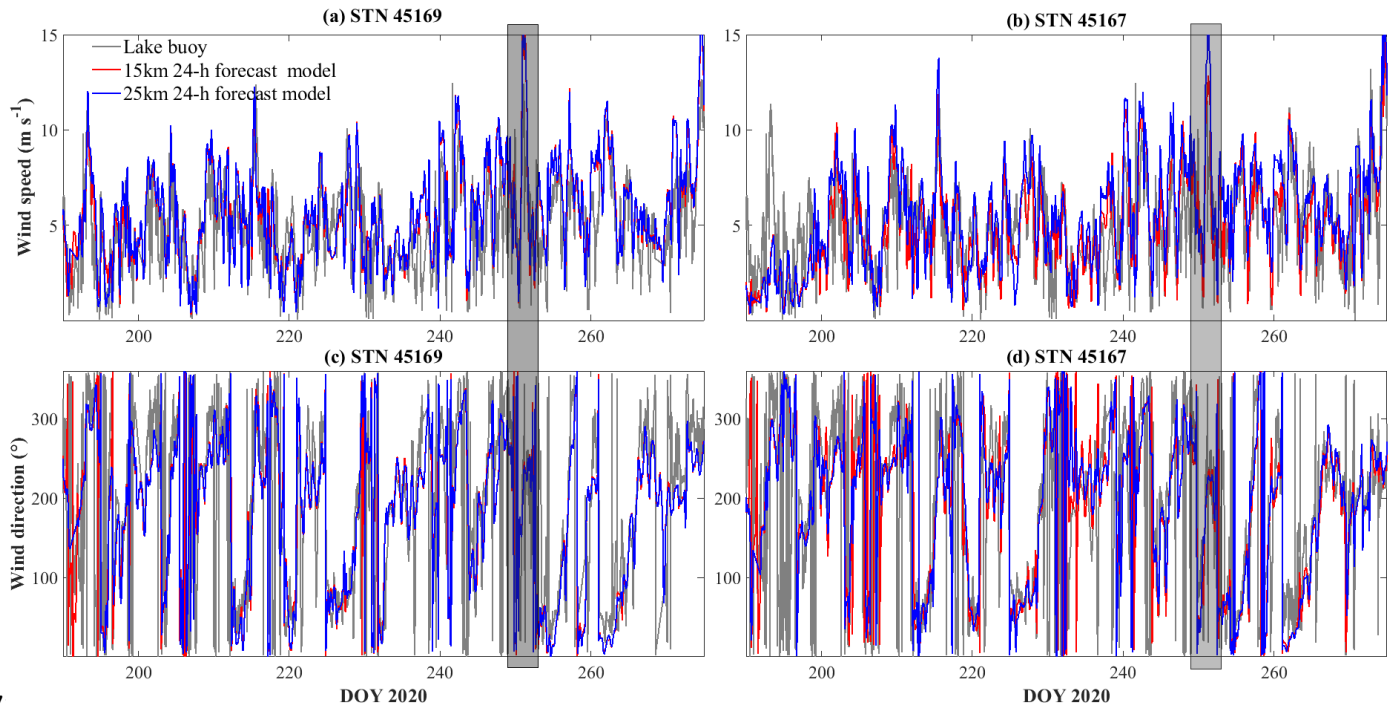 (a) STN 45169
(b) STN 45167
Lake buoy
15km 24-h forecast  model
25km 24-h forecast model
Wind speed (m s⁻¹)
15
10
5
200
220
240
260
15
10
5
200
220
240
260
(c) STN 45169
(d) STN 45167
Wind direction (°)
300
200
100
200
220
240
260
DOY 2020
300
200
100
200
220
240
260
DOY 2020